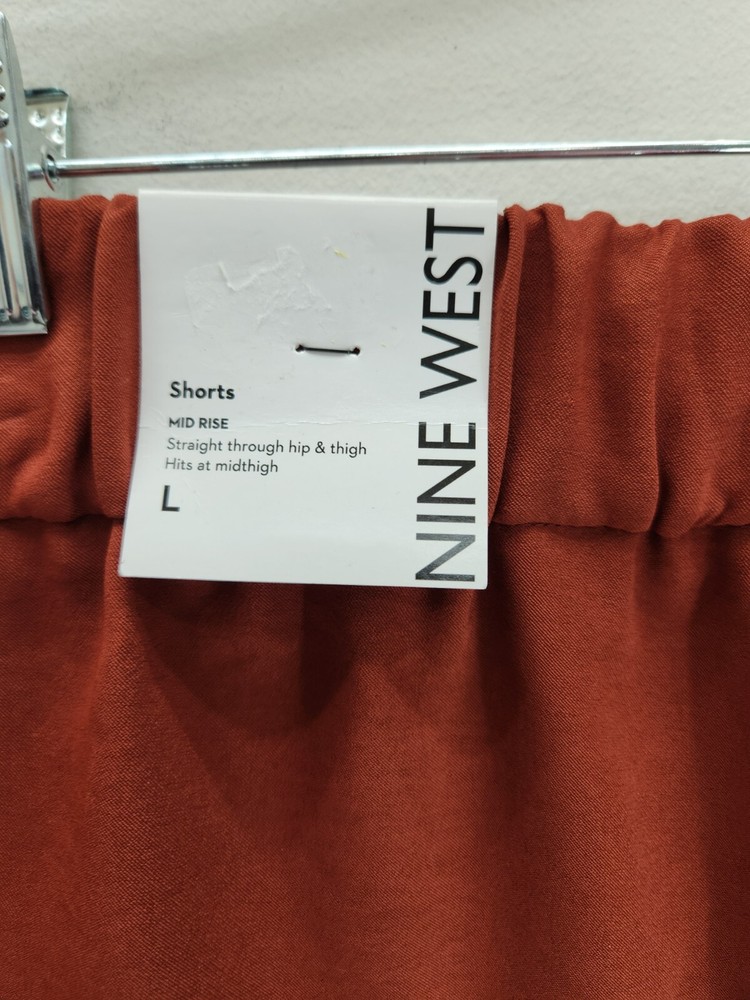 Shorts
MID RISE
Straight through hip & thigh
Hits at midthigh
L
NINE WEST